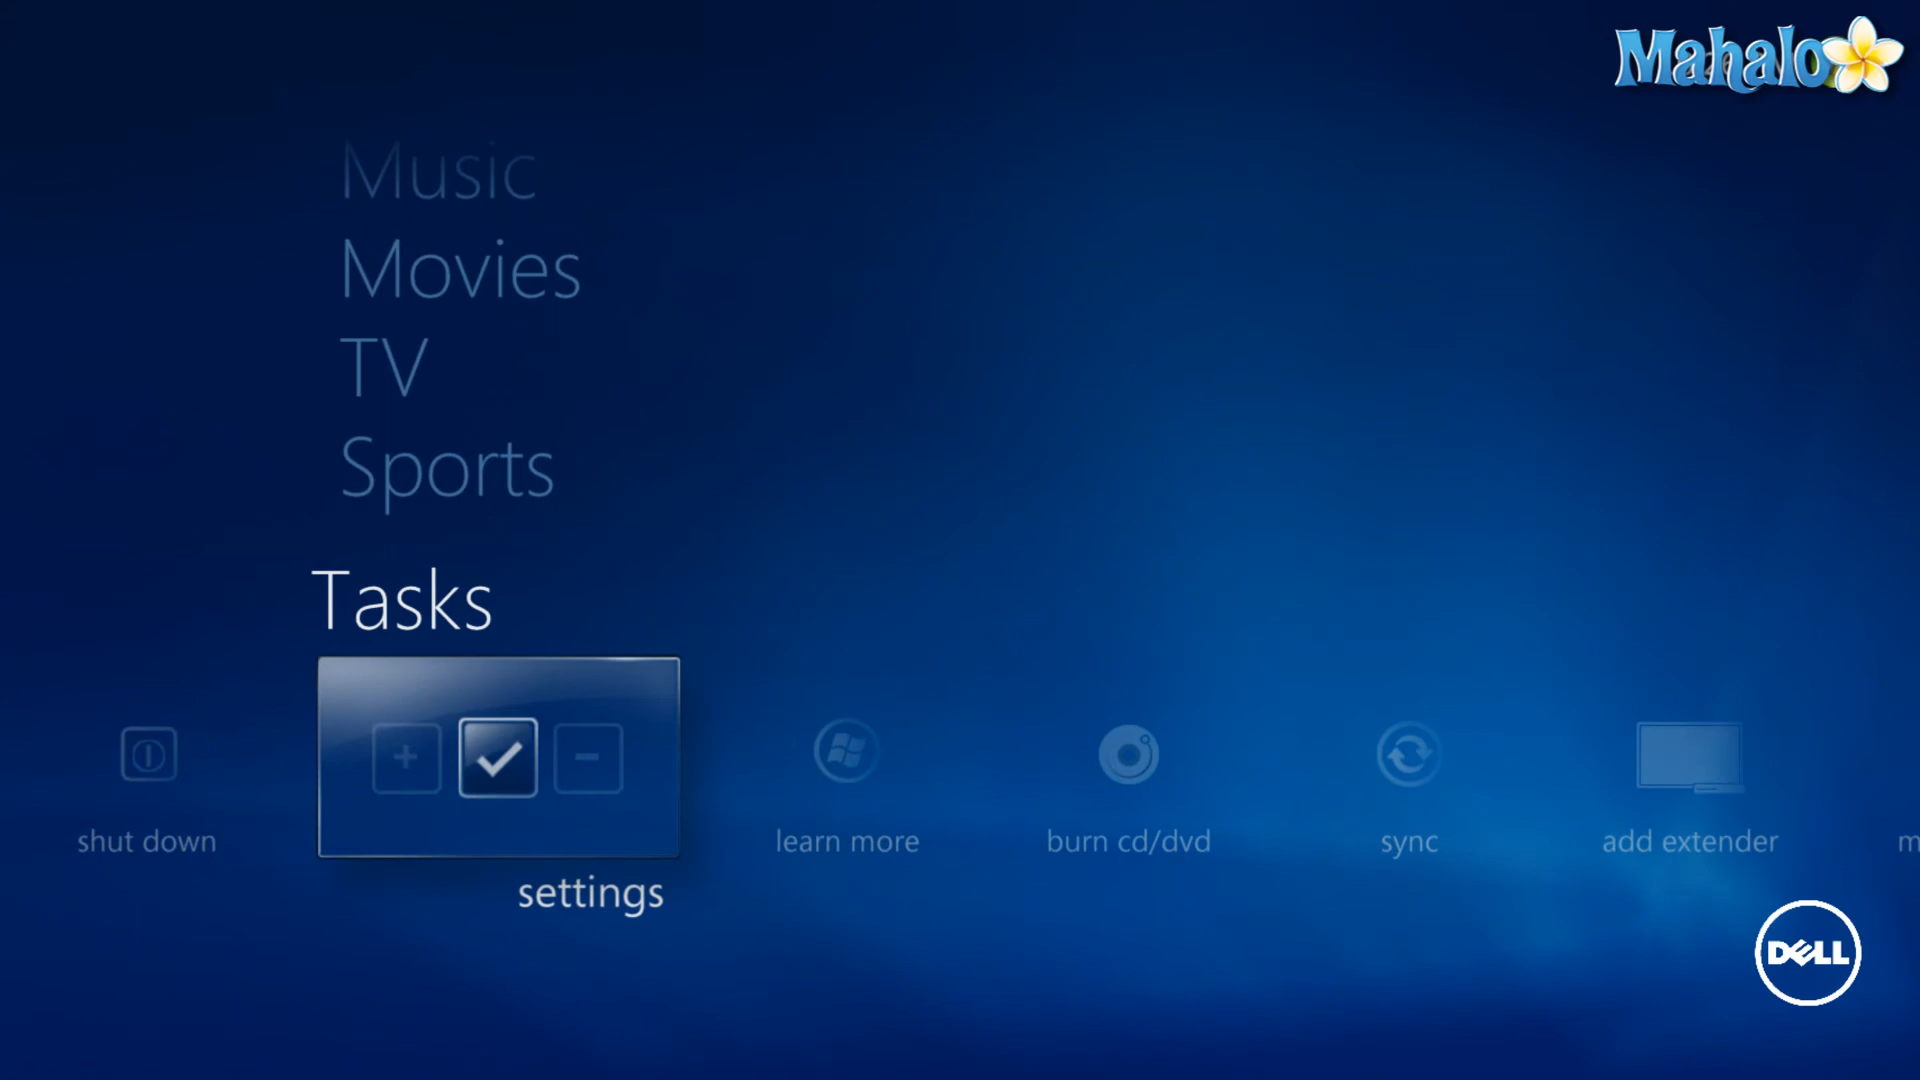 Mahalo
Music
Movies
TV
Sports
Tasks
shut down
settings
learn more
burn cd/dvd
sync
add extender
m
DELL